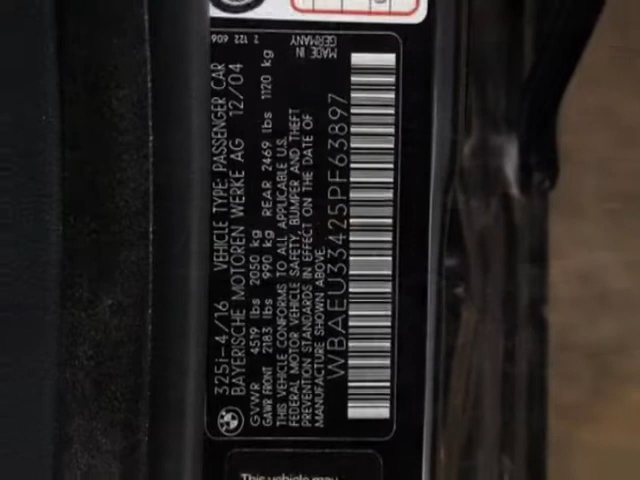 325i-4/16 VEHICLE TYPE: PASSENGER CAR
BAYERISCHE MOTOREN WERKE AG 12/04
GVWR 4519 lbs 2050 kg
GAWR FRONT 2183 lbs 990 kg REAR 2469 lbs 1120 kg
THIS VEHICLE CONFORMS TO ALL APPLICABLE U.S.
FEDERAL MOTOR VEHICLE SAFETY, BUMPER AND THEFT
PREVENTION STANDARDS IN EFFECT ON THE DATE OF
MANUFACTURE SHOWN ABOVE.
WBAEU33425PF63897
MADE IN
GERMANY
7 122 606
This vehicle may